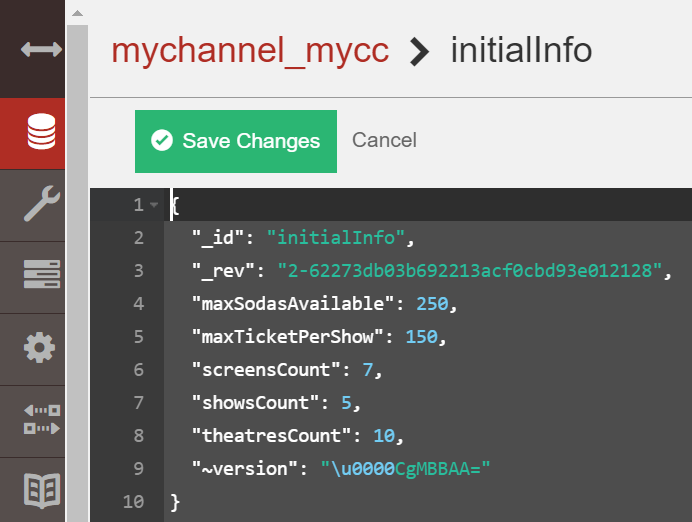 mychannel_mycc > initialInfo
Save Changes Cancel
1 {
2 "_id": "initialInfo",
3 "_rev": "2-62273db03b692213acf0cbd93e012128",
4 "maxSodasAvailable": 250,
5 "maxTicketPerShow": 150,
6 "screensCount": 7,
7 "showsCount": 5,
8 "theatresCount": 10,
9 "~version": "\u0000CgMBBAA="
10 }